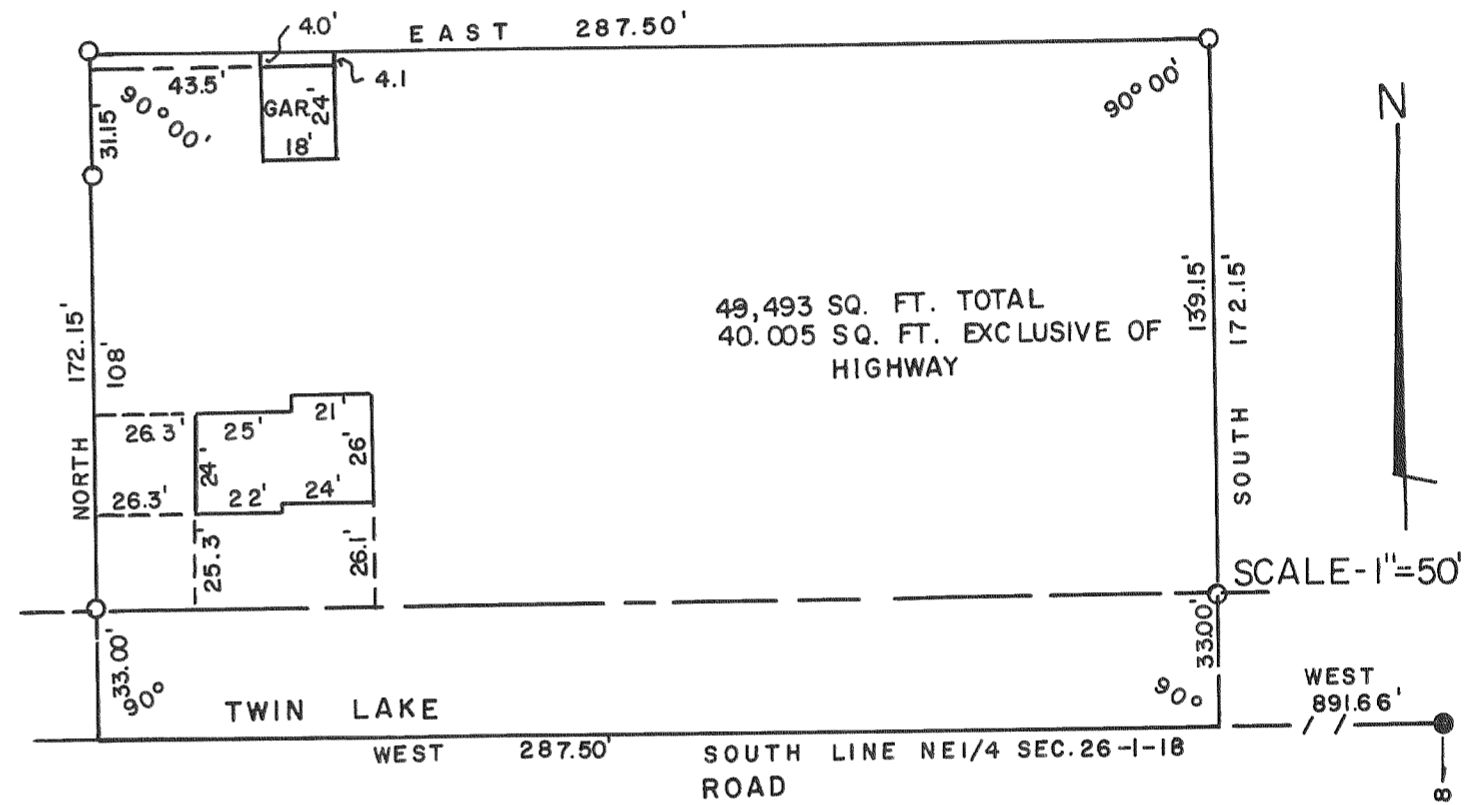 EAST 287.50'
4.0'
4.1
43.5'
90°00'
90°00'
31.15'
GAR.
24'
18'
N
172.15'
108'
NORTH
49,493 SQ. FT. TOTAL
40.005 SQ. FT. EXCLUSIVE OF
HIGHWAY
139.15'
172.15'
SOUTH
26.3'
25'
21'
24'
26'
26.3'
22'
24'
25.3'
26.1'
SCALE-1"=50'
33.00'
90°
33.00'
90°
TWIN LAKE
WEST
891.66'
WEST 287.50' SOUTH LINE NE1/4 SEC.26-1-18
ROAD
8